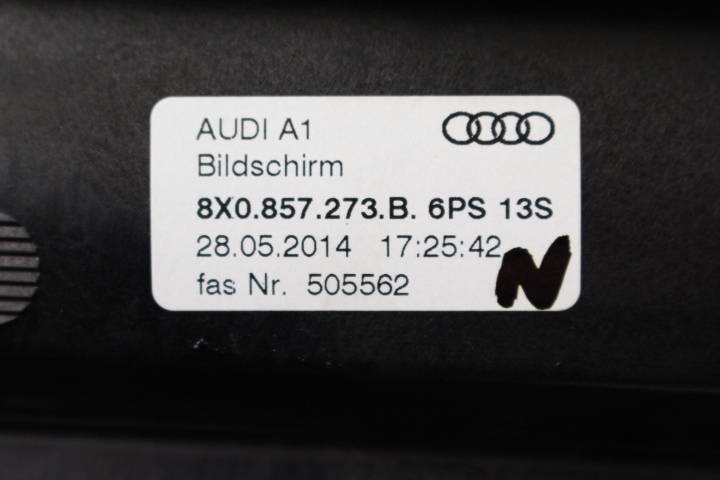 AUDI A1
Bildschirm
8X0.857.273.B. 6PS 13S
28.05.2014 17:25:42
fas Nr. 505562
N